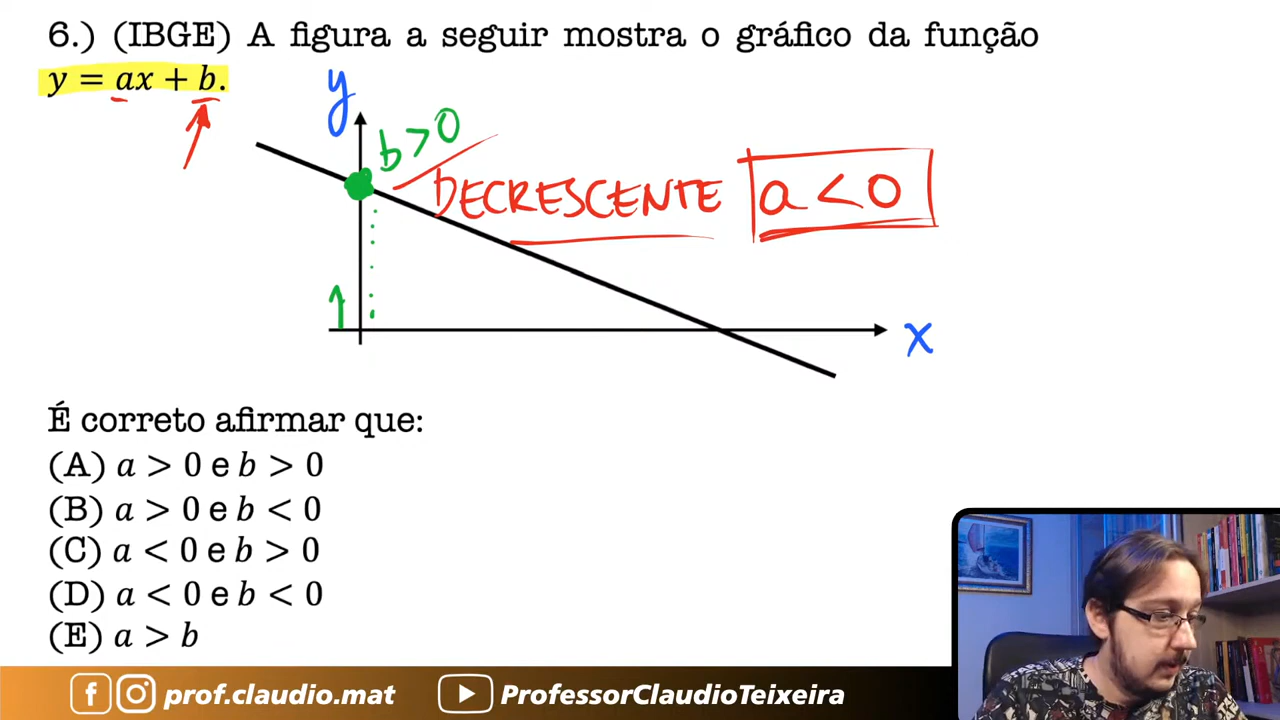 6.) (IBGE) A figura a seguir mostra o gráfico da função
y = ax + b.
y
b > 0
DECRESCENTE
a < 0
1
x
É correto afirmar que:
(A) a > 0 e b > 0
(B) a > 0 e b < 0
(C) a < 0 e b > 0
(D) a < 0 e b < 0
(E) a > b
prof.claudio.mat
ProfessorClaudioTeixeira